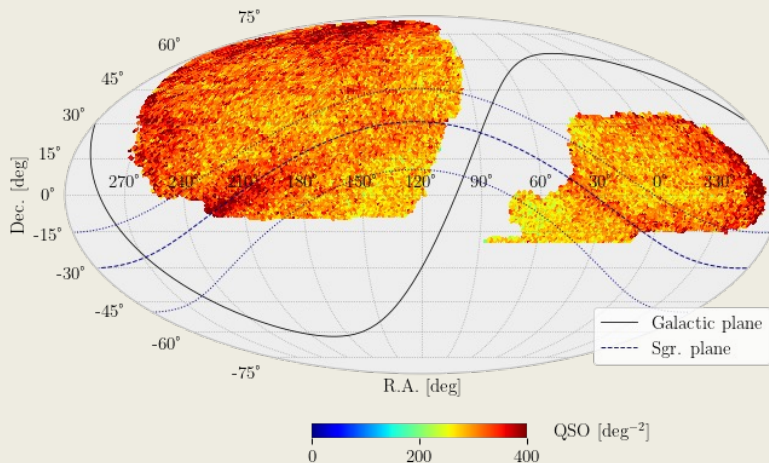 75°
60°
45°
30°
15°
0°
-15°
-30°
-45°
-60°
-75°
Dec. [deg]
270° 240° 210° 180° 150° 120° 90° 60° 30° 0° 330°
R.A. [deg]
Galactic plane
Sgr. plane
QSO [deg⁻²]
0 200 400